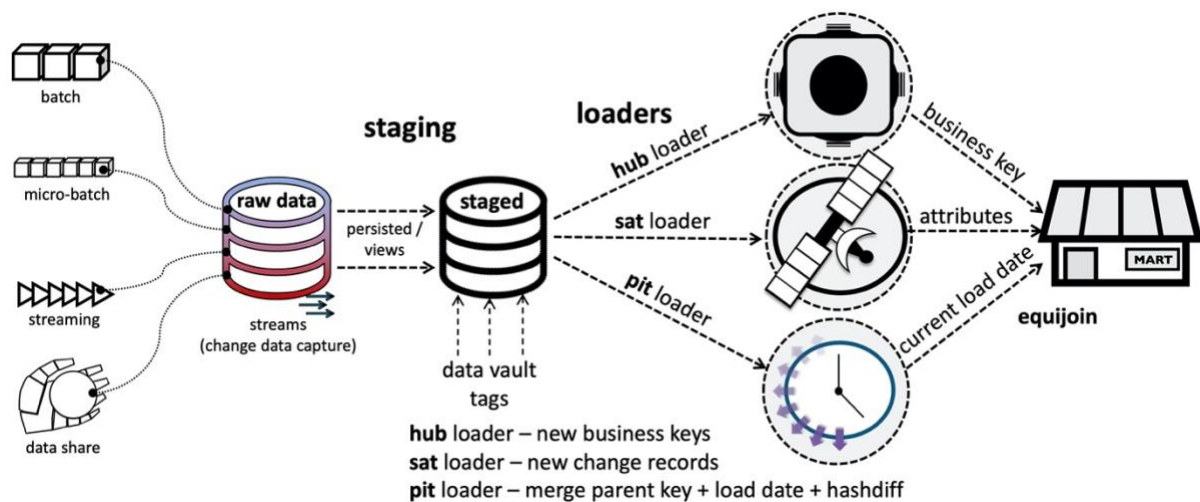 batch
micro-batch
streaming
data share
raw data
streams
(change data capture)
staging
persisted /
views
staged
data vault
tags
loaders
hub loader
sat loader
pit loader
hub loader – new business keys
sat loader – new change records
pit loader – merge parent key + load date + hashdiff
business key
attributes
current load date
MART
equijoin